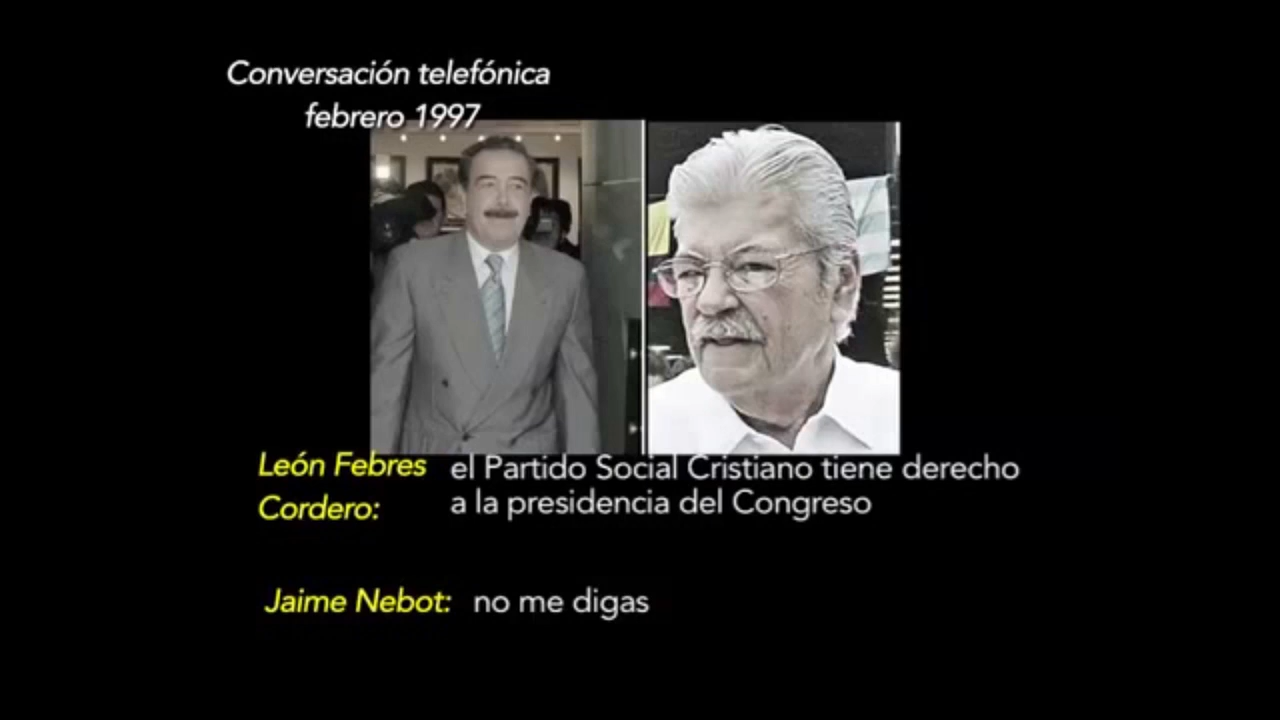 Conversación telefónica
febrero 1997
León Febres el Partido Social Cristiano tiene derecho
Cordero: a la presidencia del Congreso
Jaime Nebot: no me digas